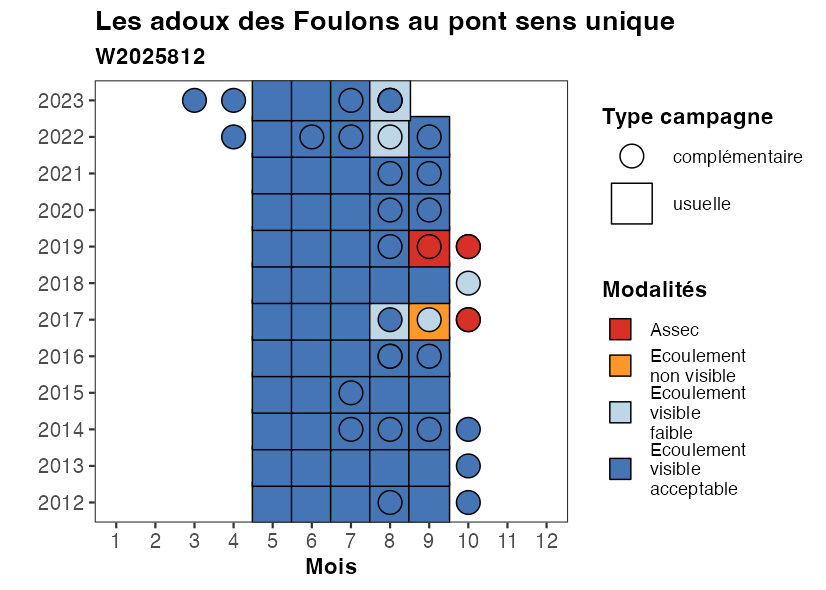 Les adoux des Foulons au pont sens unique
W2025812
2023
2022
2021
2020
2019
2018
2017
2016
2015
2014
2013
2012
1 2 3 4 5 6 7 8 9 10 11 12
Mois
Type campagne
complémentaire
usuelle
Modalités
Assec
Ecoulement
non visible
Ecoulement
visible
faible
Ecoulement
visible
acceptable